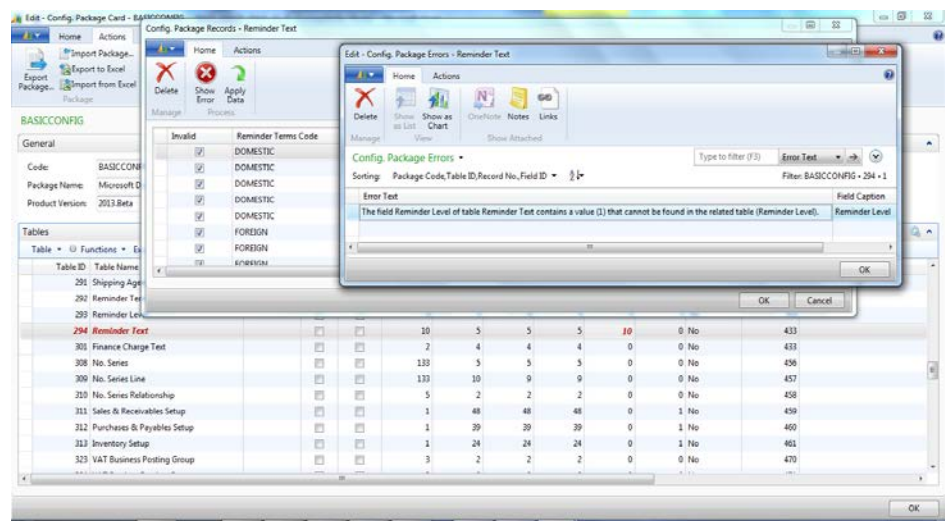 Edit - Config. Package Card - BASICCONFIG
Home Actions
Import Package...
Export to Excel
Import from Excel
Export Package...
Package
BASICCONFIG
General
Code: BASICCONF
Package Name: Microsoft D
Product Version: 2013.Beta
Tables
Table Functions Ex
Table ID Table Name
291 Shipping Age
292 Reminder Ter
293 Reminder Lev
294 Reminder Text 10 5 5 5 10 0 No 433
301 Finance Charge Text 2 4 4 4 0 0 No 433
308 No. Series 133 5 5 5 0 0 No 456
309 No. Series Line 133 10 9 9 0 0 No 457
310 No. Series Relationship 5 2 2 2 0 0 No 458
311 Sales & Receivables Setup 1 48 48 48 0 1 No 459
312 Purchases & Payables Setup 1 39 39 39 0 1 No 460
313 Inventory Setup 1 24 24 24 0 1 No 461
323 VAT Business Posting Group 3 2 2 2 0 0 No 470
OK
Config. Package Records - Reminder Text
Home Actions
Delete Show Error Apply Data
Manage Process
Invalid Reminder Terms Code
DOMESTIC
DOMESTIC
DOMESTIC
DOMESTIC
DOMESTIC
FOREIGN
FOREIGN
FOREIGN
OK Cancel
Edit - Config. Package Errors - Reminder Text
Home Actions
Delete Show as List Show as Chart OneNote Notes Links
Manage View Show Attached
Config. Package Errors
Type to filter (F3) Error Text
Sorting: Package Code,Table ID,Record No.,Field ID
Filter: BASICCONFIG • 294 • 1
Error Text Field Caption
The field Reminder Level of table Reminder Text contains a value (1) that cannot be found in the related table (Reminder Level). Reminder Level
OK